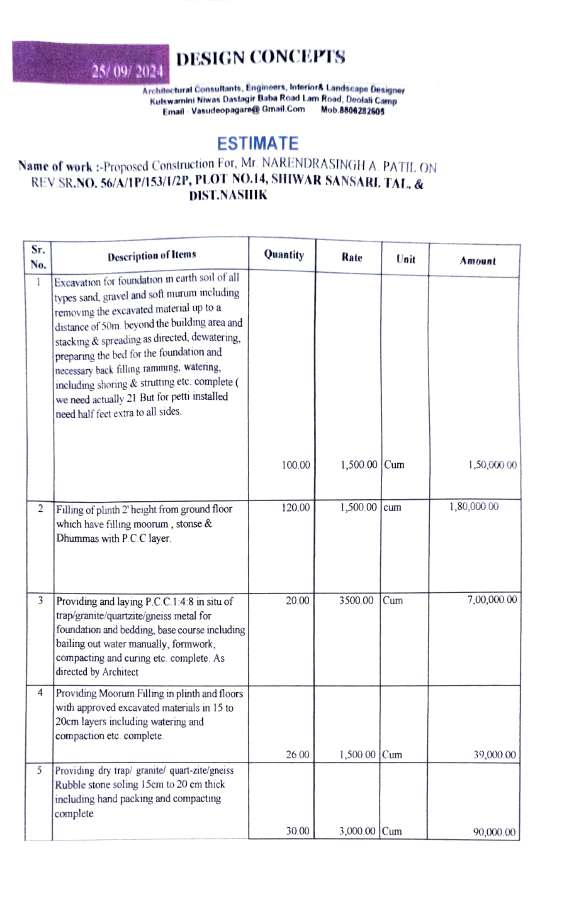 25/ 09/ 2024
DESIGN CONCEPTS
Architectural Consultants, Engineers, Interior& Landscape Designer
Kulswamini Niwas Dastagir Baba Road Lam Road, Deolali Camp
Email - Vasudeopagare@ Gmail.Com Mob.8806282605
ESTIMATE
Name of work :-Proposed Construction For, Mr. NARENDRASINGH A. PATIL ON
REV SR.NO. 56/A/1P/153/1/2P, PLOT NO.14, SHIWAR SANSARI. TAL. &
DIST.NASHIK
Sr. No. Description of Items Quantity Rate Unit Amount
1 Excavation for foundation in earth soil of all
types sand, gravel and soft murum including
removing the excavated material up to a
distance of 50m. beyond the building area and
stacking & spreading as directed, dewatering,
preparing the bed for the foundation and
necessary back filling ramming, watering,
including shoring & strutting etc. complete (
we need actually 21 But for petti installed
need half feet extra to all sides.
100.00 1,500.00 Cum 1,50,000.00
2 Filling of plinth 2' height from ground floor 120.00 1,500.00 cum 1,80,000.00
which have filling moorum , stonse &
Dhummas with P.C.C layer.
3 Providing and laying P.C.C.1:4:8 in situ of 20.00 3500.00 Cum 7,00,000.00
trap/granite/quartzite/gneiss metal for
foundation and bedding, base course including
bailing out water manually, formwork,
compacting and curing etc. complete. As
directed by Architect
4 Providing Moorum Filling in plinth and floors
with approved excavated materials in 15 to
20cm layers including watering and
compaction etc. complete.
26.00 1,500.00 Cum 39,000.00
5 Providing dry trap/ granite/ quart-zite/gneiss
Rubble stone soling 15cm to 20 cm thick
including hand packing and compacting
complete
30.00 3,000.00 Cum 90,000.00